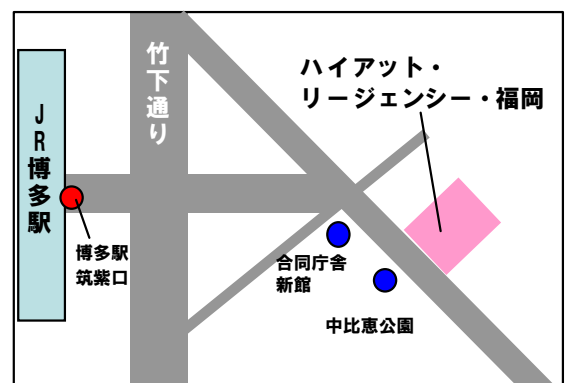 JR博多駅
竹下通り
ハイアット・
リージェンシー・福岡
博多駅
筑紫口
合同庁舎
新館
中比恵公園